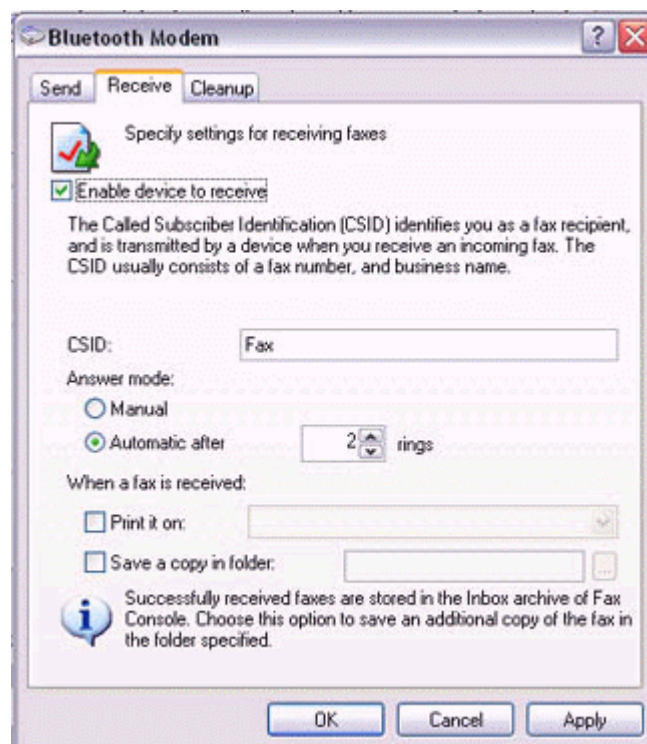 Bluetooth Modem
Send Receive Cleanup
Specify settings for receiving faxes
Enable device to receive
The Called Subscriber Identification (CSID) identifies you as a fax recipient,
and is transmitted by a device when you receive an incoming fax. The
CSID usually consists of a fax number, and business name.
CSID: Fax
Answer mode:
Manual
Automatic after 2 rings
When a fax is received:
Print it on:
Save a copy in folder: ...
Successfully received faxes are stored in the Inbox archive of Fax
Console. Choose this option to save an additional copy of the fax in
the folder specified.
OK Cancel Apply